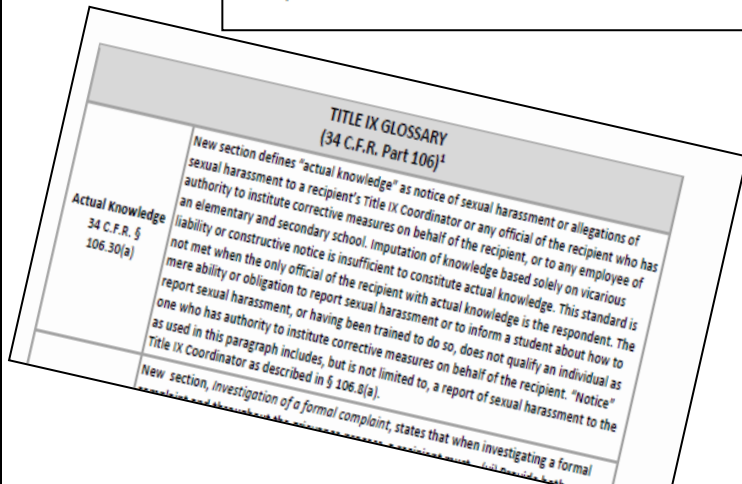 TITLE IX GLOSSARY
(34 C.F.R. Part 106)¹
Actual Knowledge
34 C.F.R. §
106.30(a)
New section defines “actual knowledge” as notice of sexual harassment or allegations of
sexual harassment to a recipient’s Title IX Coordinator or any official of the recipient who has
authority to institute corrective measures on behalf of the recipient, or to any employee of
an elementary and secondary school. Imputation of knowledge based solely on vicarious
liability or constructive notice is insufficient to constitute actual knowledge. This standard is
not met when the only official of the recipient with actual knowledge is the respondent. The
mere ability or obligation to report sexual harassment or to inform a student about how to
report sexual harassment, or having been trained to do so, does not qualify an individual as
one who has authority to institute corrective measures on behalf of the recipient. “Notice”
as used in this paragraph includes, but is not limited to, a report of sexual harassment to the
Title IX Coordinator as described in § 106.8(a).
New section, Investigation of a formal complaint, states that when investigating a formal